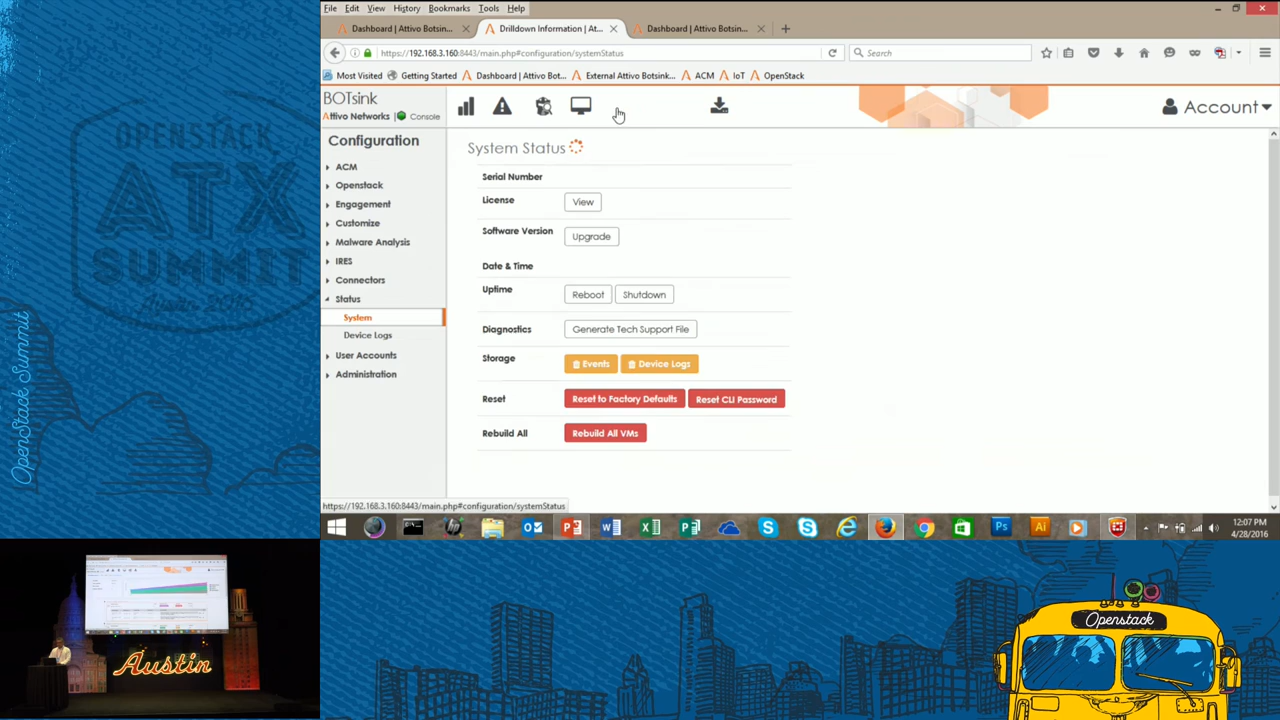 File Edit View History Bookmarks Tools Help
Dashboard | Attivo Botsin...
Drilldown Information | At...
Dashboard | Attivo Botsin...
https://192.168.3.160:8443/main.php#configuration/systemStatus
Search
Most Visited
Getting Started
Dashboard | Attivo Bot...
External Attivo Botsink...
ACM
IoT
OpenStack
BOTsink
Attivo Networks | Console
Account
Configuration
ACM
Openstack
Engagement
Customize
Malware Analysis
IRES
Connectors
Status
System
Device Logs
User Accounts
Administration
System Status
Serial Number
License View
Software Version Upgrade
Date & Time
Uptime Reboot Shutdown
Diagnostics Generate Tech Support File
Storage Events Device Logs
Reset Reset to Factory Defaults Reset CLI Password
Rebuild All Rebuild All VMs
https://192.168.3.160:8443/main.php#configuration/systemStatus
12:07 PM
4/28/2016
OPENSTACK
ATX
SUMMIT
OpenStack Summit
Austin
Openstack